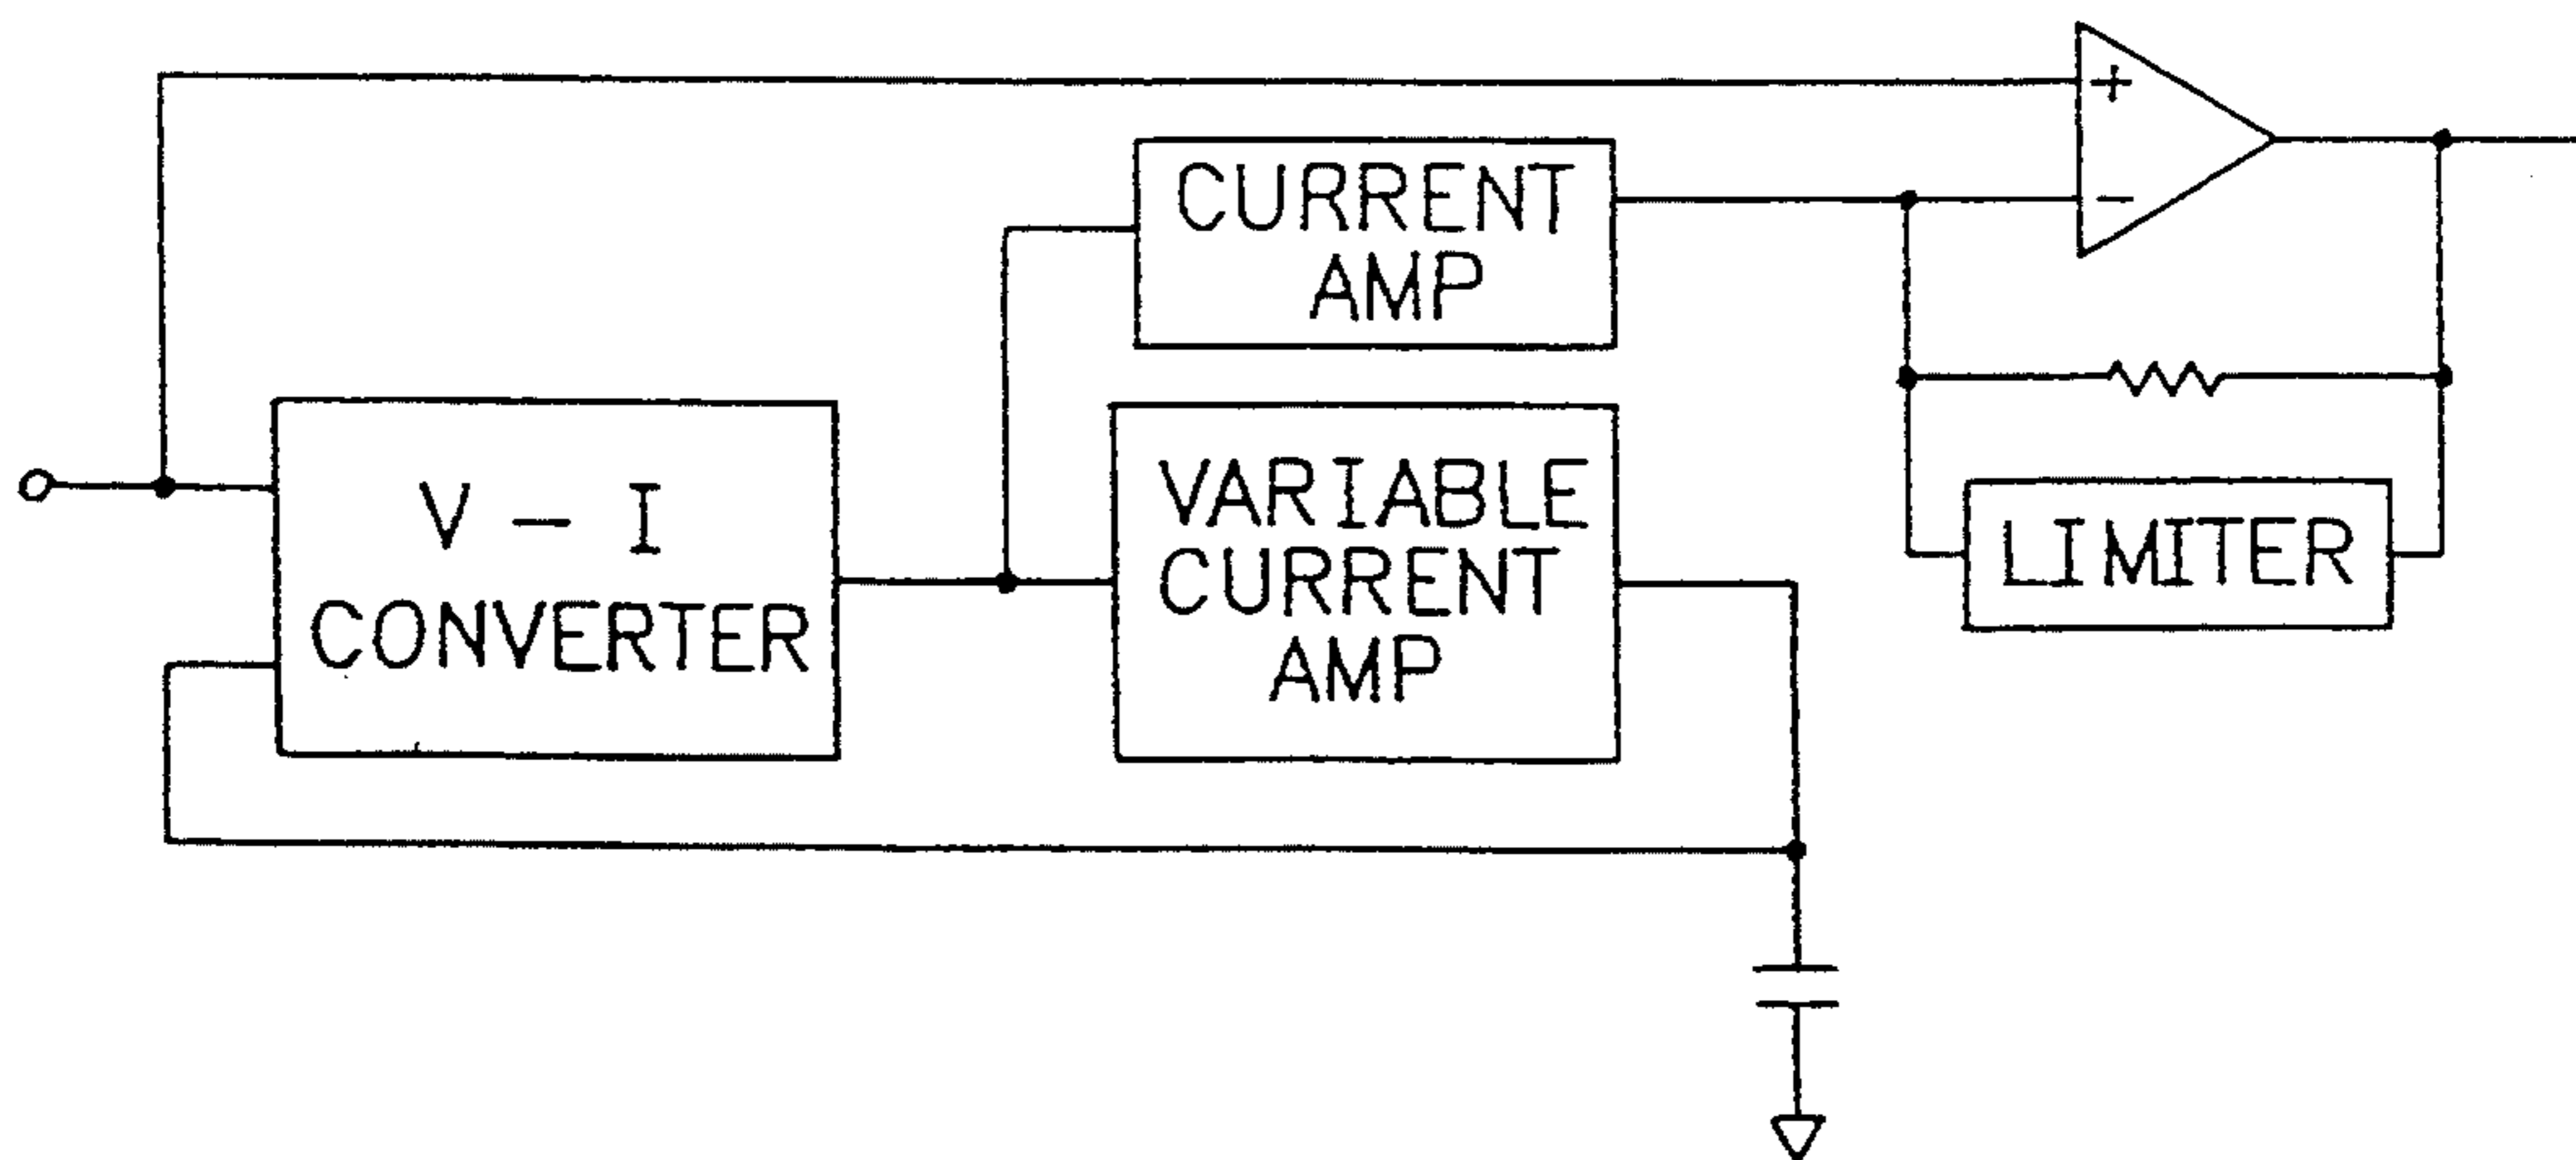 +
CURRENT
AMP
-
V - I
CONVERTER
VARIABLE
CURRENT
AMP
LIMITER